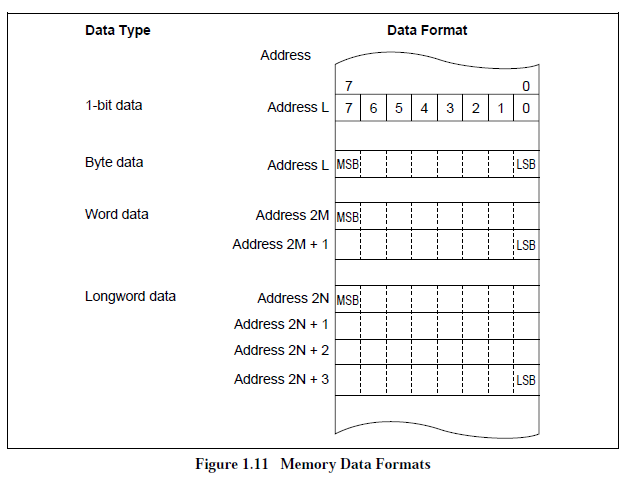 Data Type Data Format
Address
7 0
1-bit data Address L 7 6 5 4 3 2 1 0
Byte data Address L MSB LSB
Word data Address 2M MSB
Address 2M + 1 LSB
Longword data Address 2N MSB
Address 2N + 1
Address 2N + 2
Address 2N + 3 LSB
Figure 1.11 Memory Data Formats